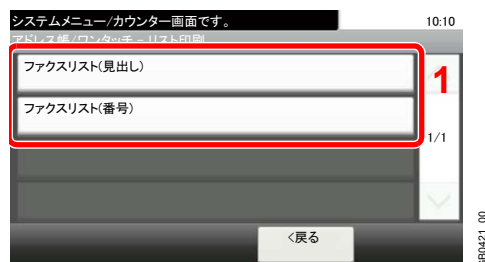 システムメニュー/カウンター画面です。 10:10
アドレス帳/ワンタッチ - リスト印刷
ファクスリスト(見出し)
1
ファクスリスト(番号)
1/1
<戻る